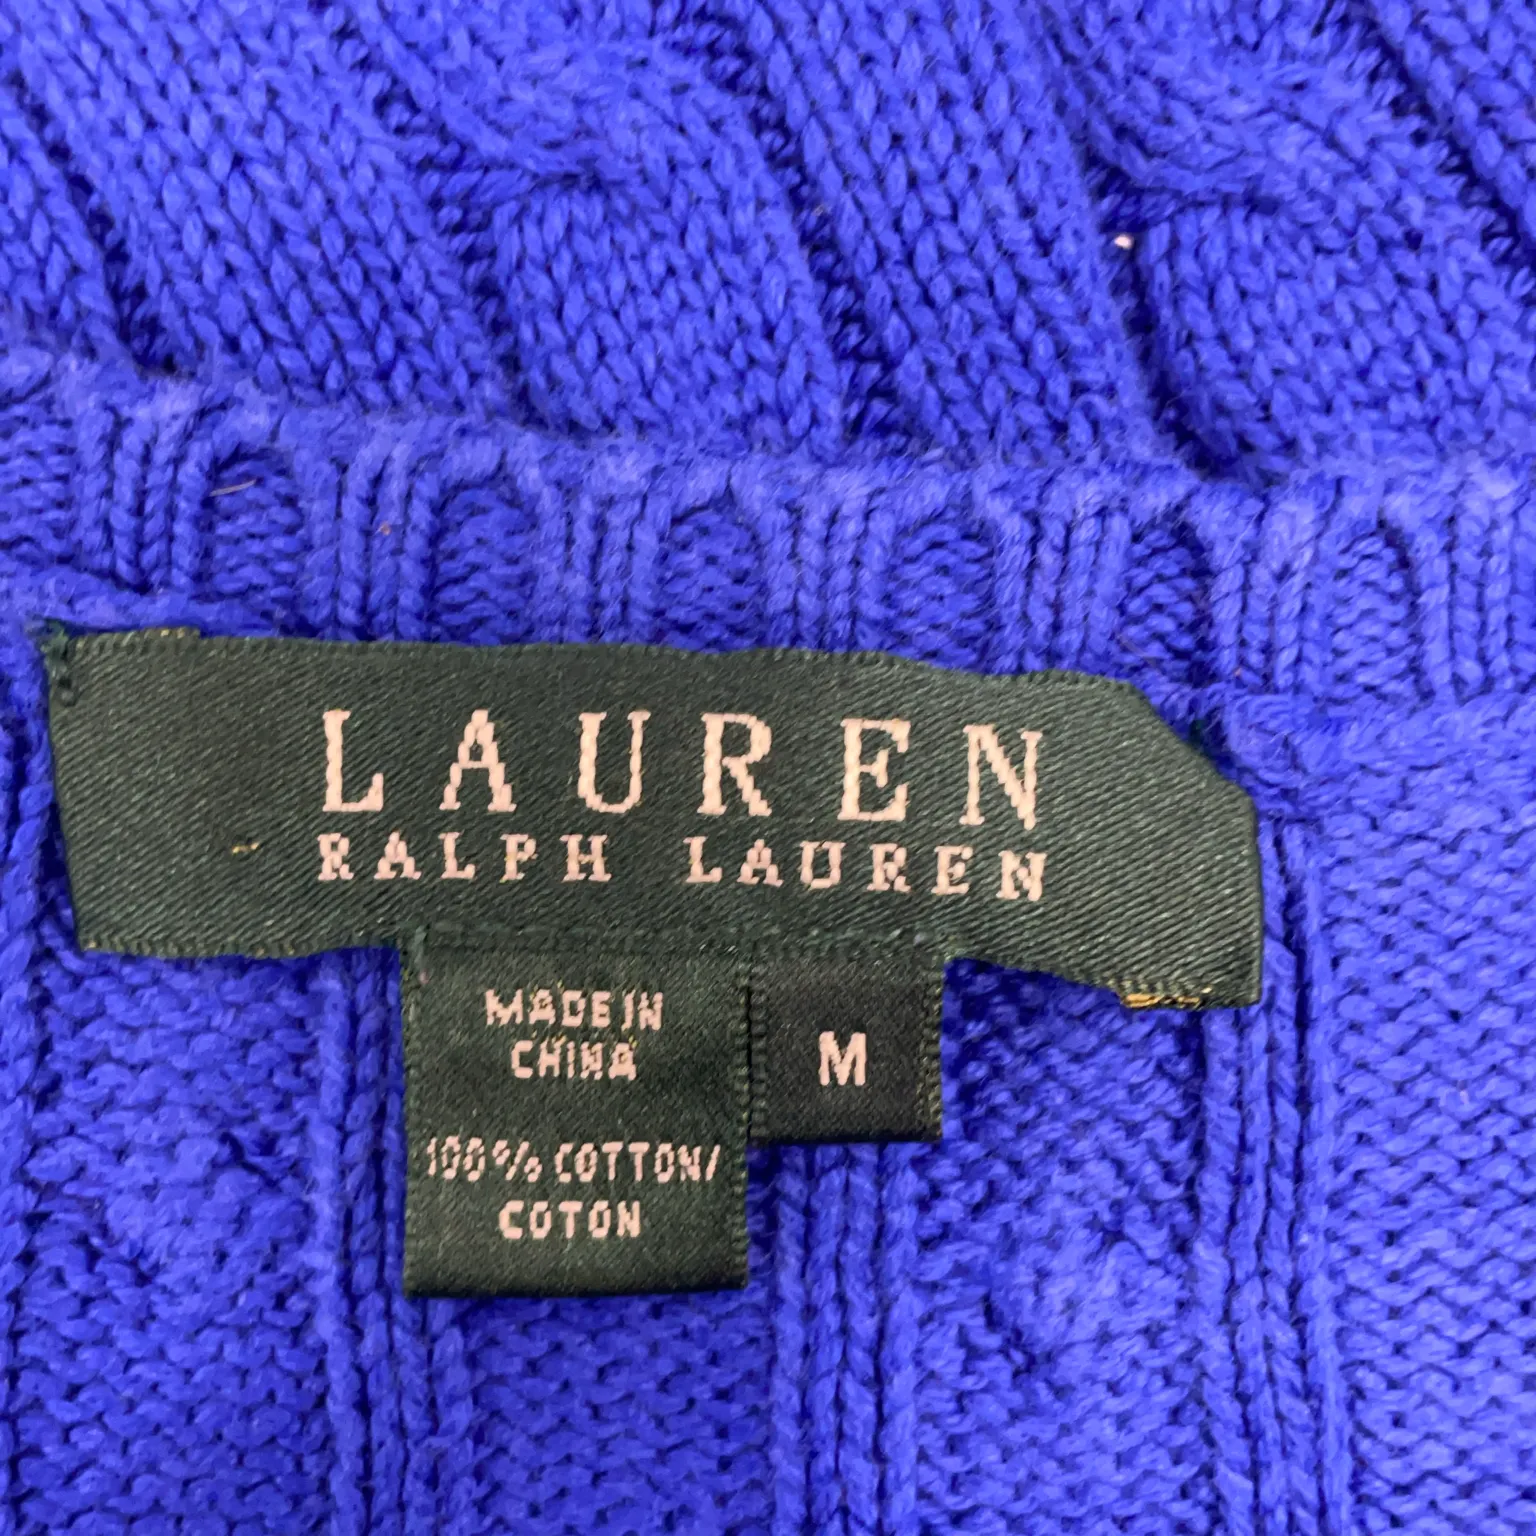 LAUREN
RALPH LAUREN
MADE IN
CHINA
100% COTTON/
COTON
M